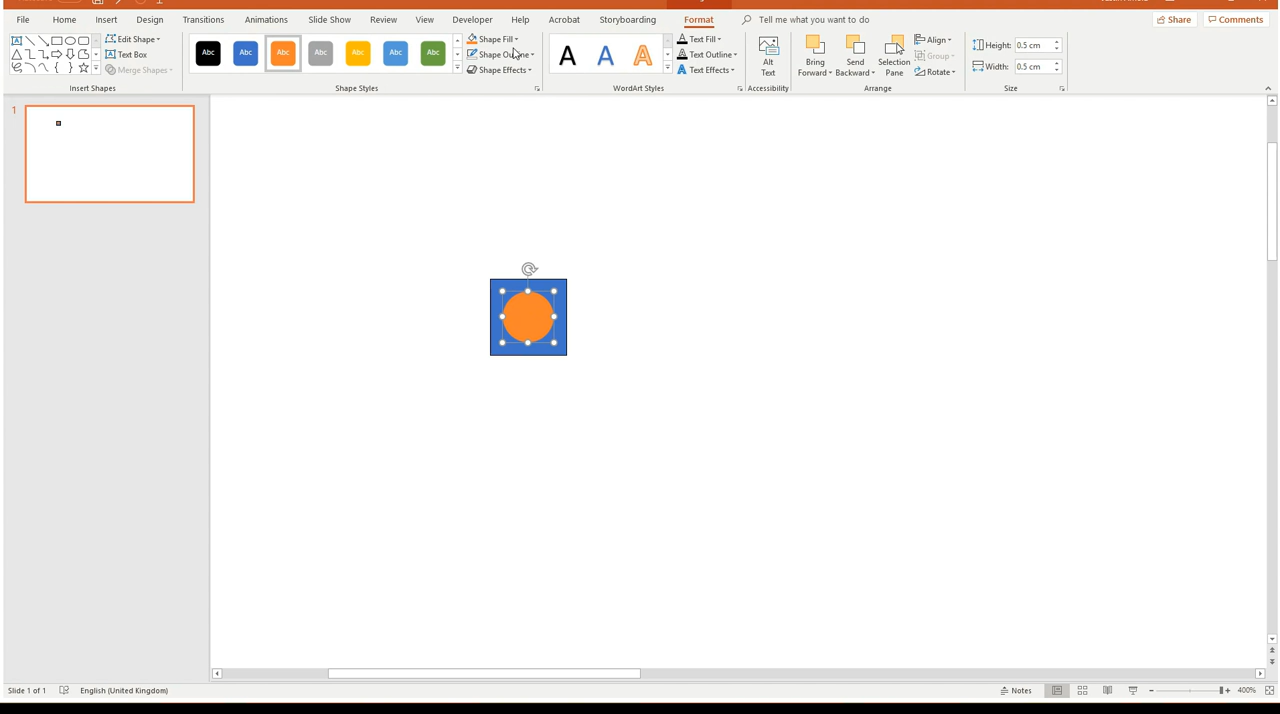 File Home Insert Design Transitions Animations Slide Show Review View Developer Help Acrobat Storyboarding Format Tell me what you want to do Share Comments
Edit Shape
Text Box
Merge Shapes
Insert Shapes
Abc Abc Abc Abc Abc Abc Abc
Shape Styles
Shape Fill
Shape Outline
Shape Effects
A A A
WordArt Styles
Text Fill
Text Outline
Text Effects
Alt
Text
Accessibility
Bring
Forward
Send
Backward
Selection
Pane
Align
Group
Rotate
Arrange
Height: 0.5 cm
Width: 0.5 cm
Size
1
Slide 1 of 1 English (United Kingdom) Notes 400%